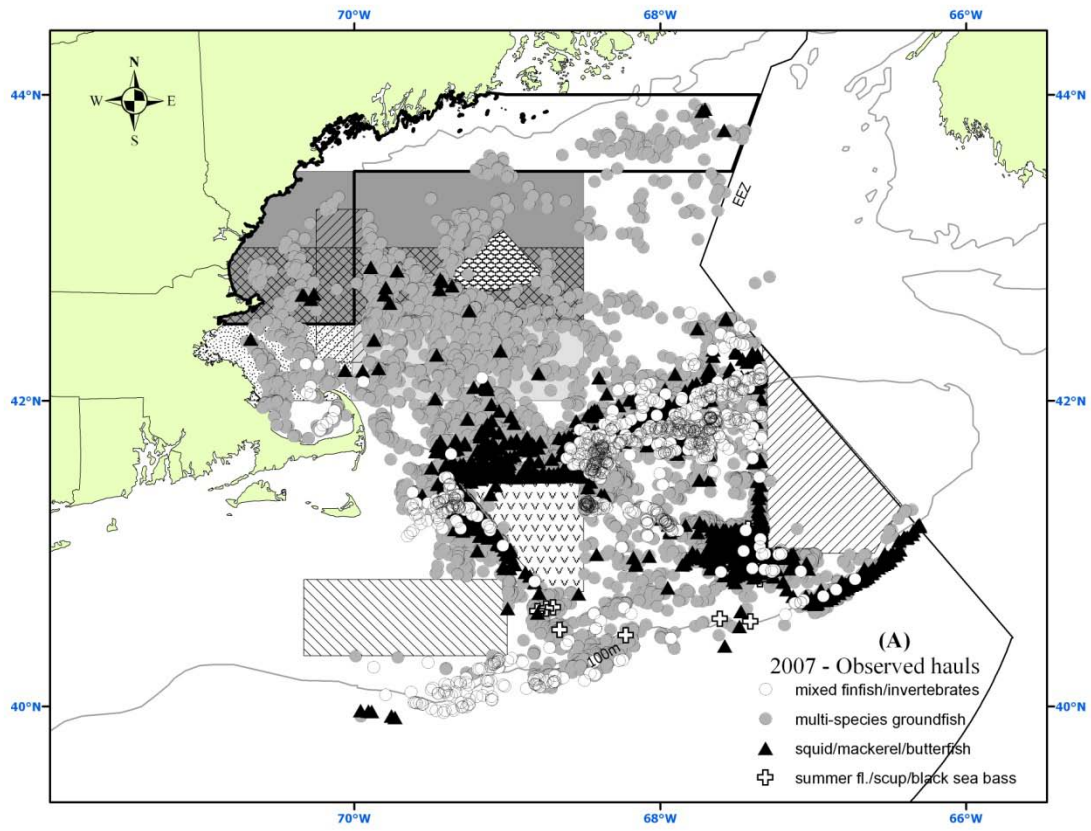 70°W 68°W 66°W
N
W E
S
44°N 44°N
EEZ
42°N 42°N
100m
(A)
2007 - Observed hauls
mixed finfish/invertebrates
multi-species groundfish
40°N 40°N
squid/mackerel/butterfish
summer fl./scup/black sea bass
70°W 68°W 66°W